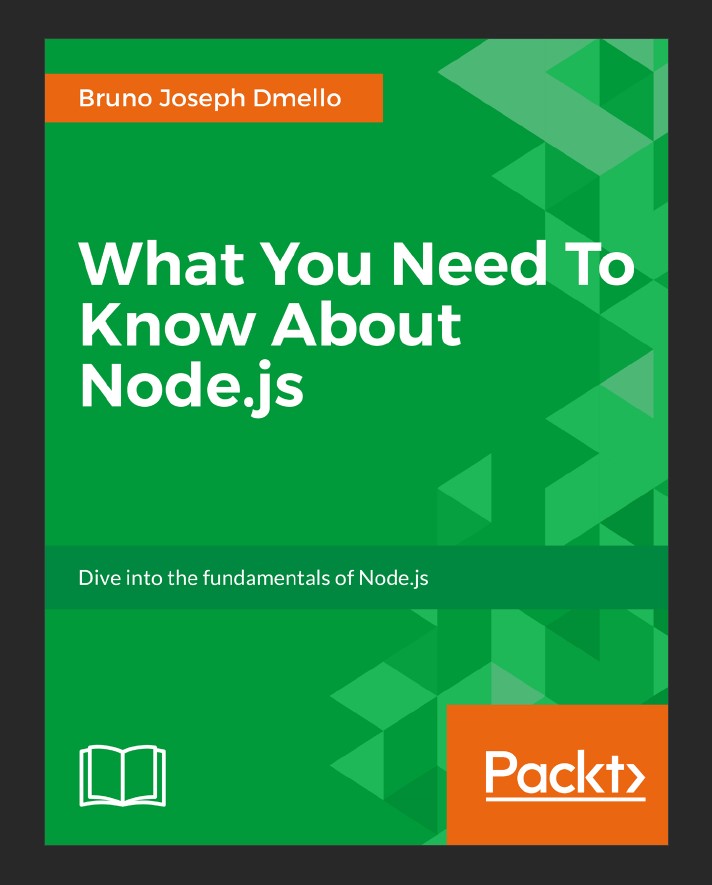 Bruno Joseph Dmello
What You Need To
Know About
Node.js
Dive into the fundamentals of Node.js
Packt>